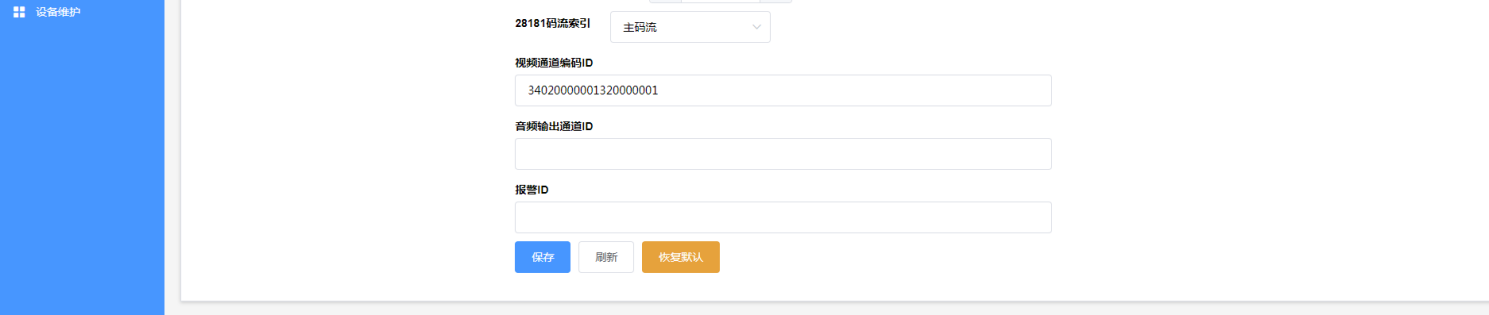 设备维护
28181码流索引
主码流
视频通道编码ID
34020000001320000001
音频输出通道ID
报警ID
保存
刷新
恢复默认